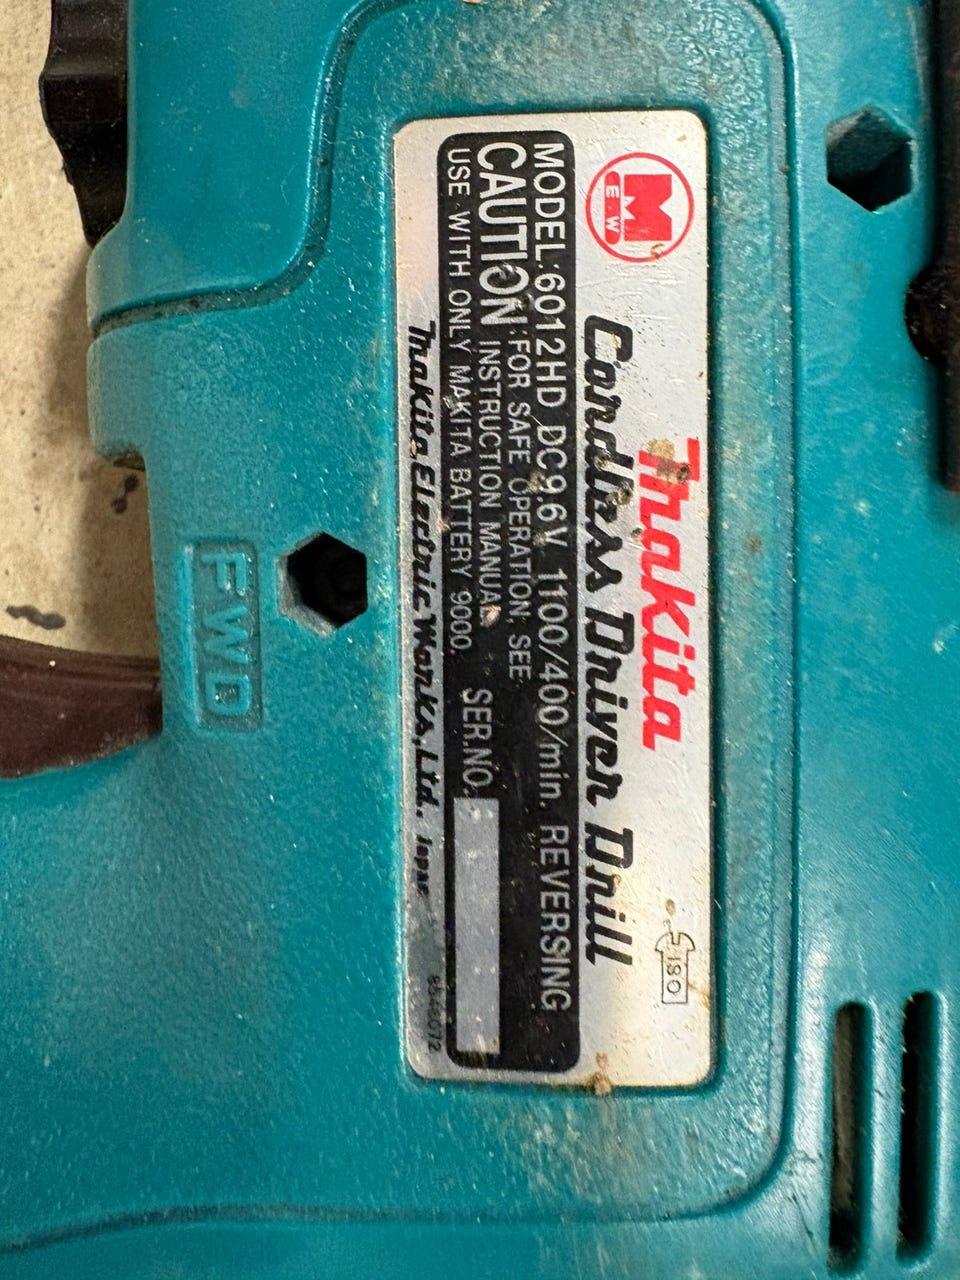 M
E.W.
Makita
Cordless Driver Drill
ISO
MODEL.6012HD DC9.6V 1100/400/min. REVERSING
CAUTION:FOR SAFE OPERATION, SEE
INSTRUCTION MANUAL
USE WITH ONLY MAKITA BATTERY 9000.
SER.NO.
Makita Electric Works, Ltd. Japan
FWD